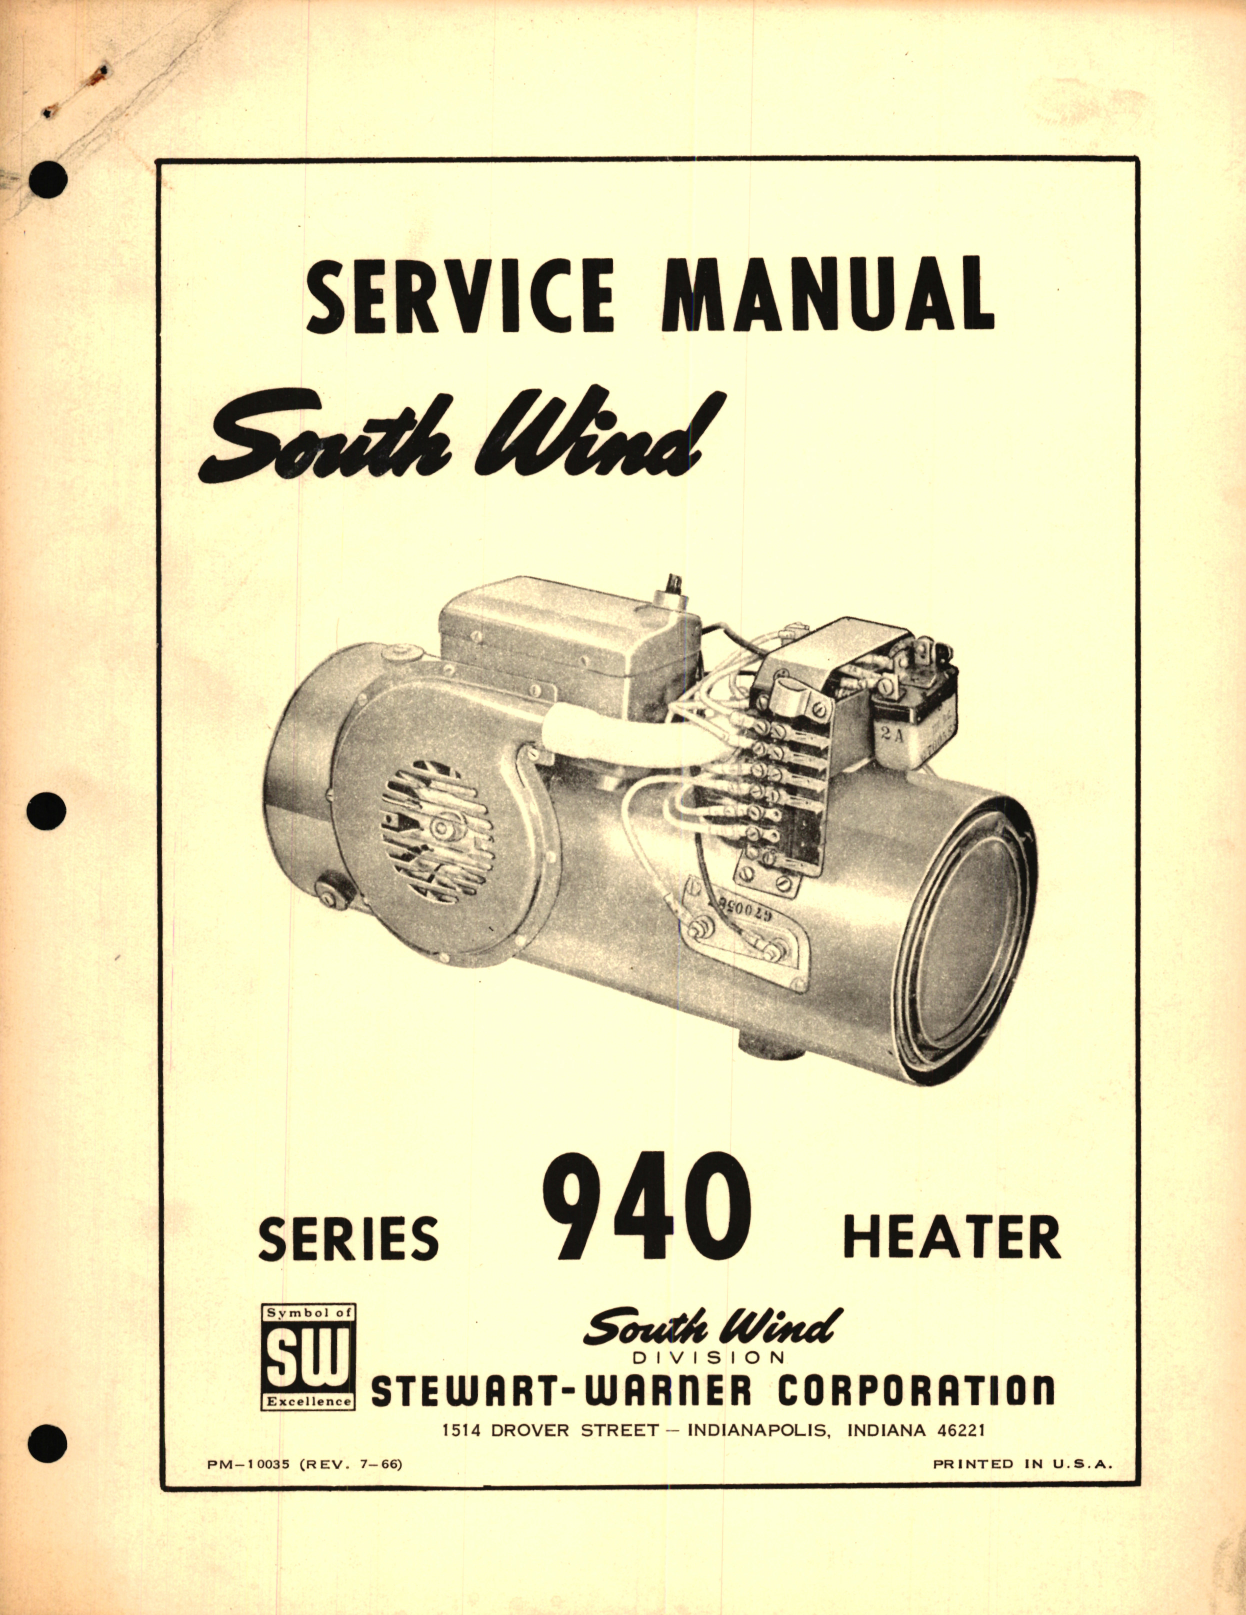 SERVICE MANUAL
South Wind
2A
SERIES 940 HEATER
Symbol of
SW
Excellence
South Wind
DIVISION
STEWART-WARNER CORPORATION
1514 DROVER STREET — INDIANAPOLIS, INDIANA 46221
PM-10035 (REV. 7-66)
PRINTED IN U.S.A.